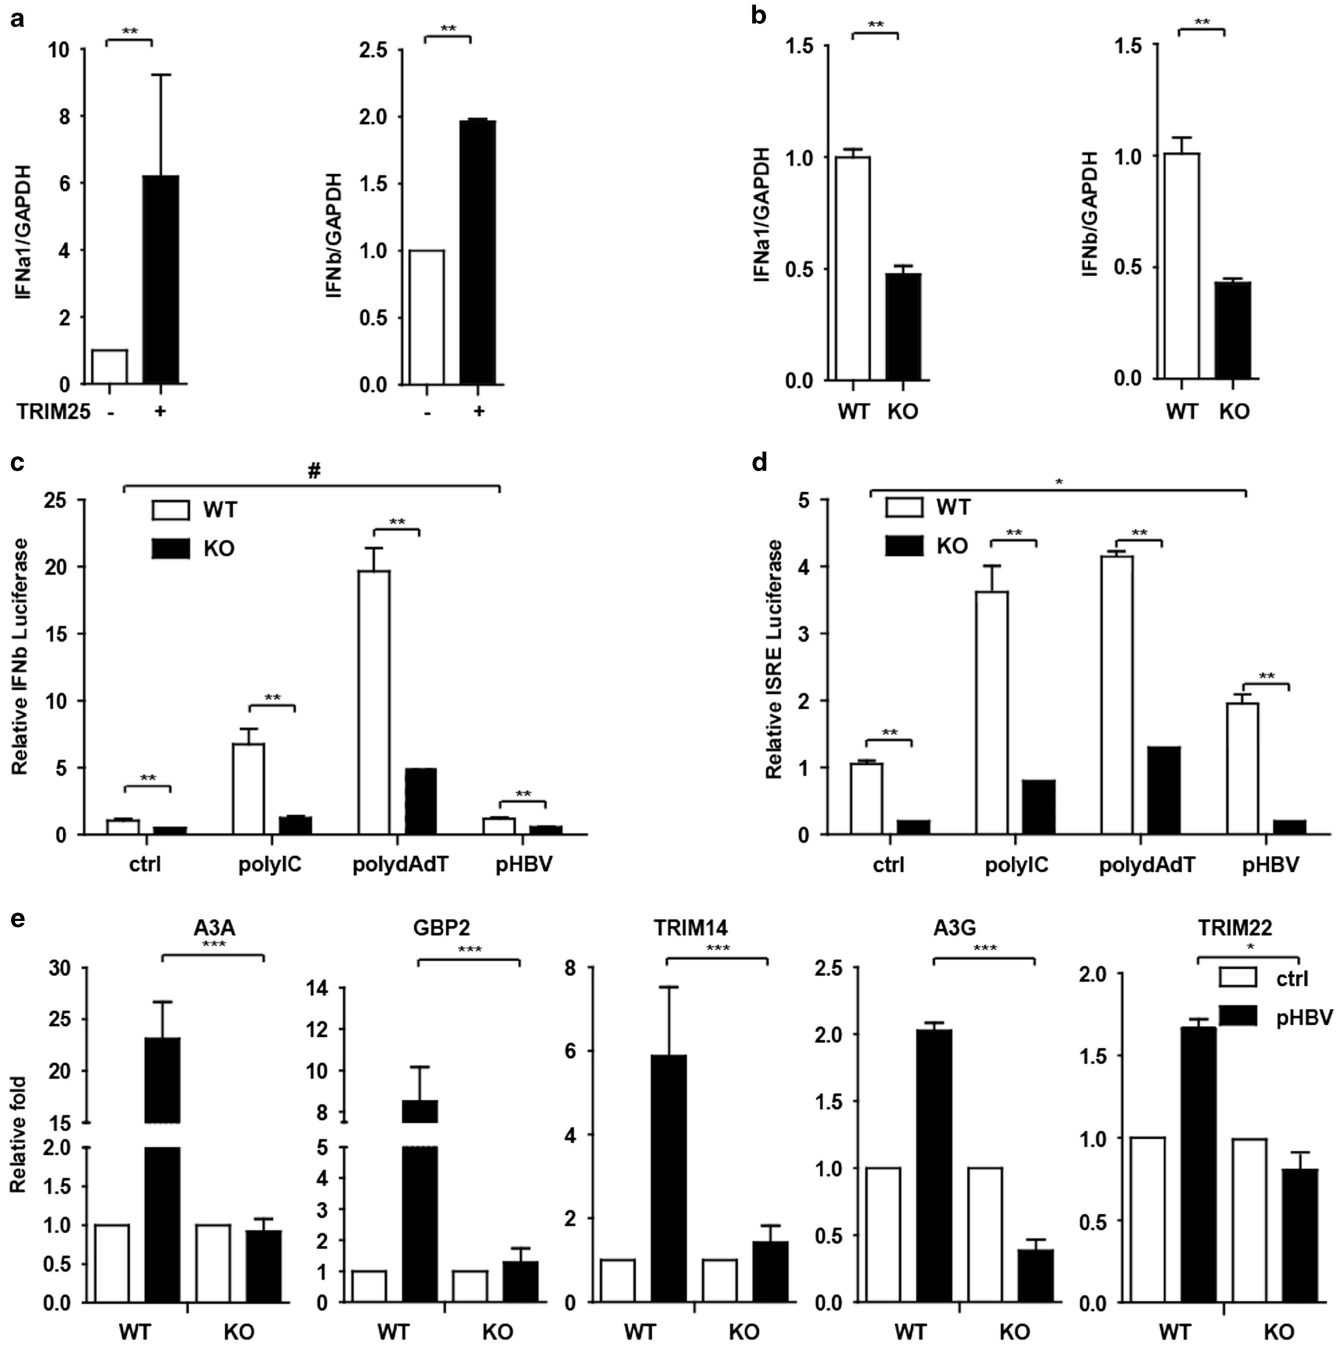 a
**
10
8
6
4
2
0
IFNa1/GAPDH
TRIM25 - +
**
2.5
2.0
1.5
1.0
0.5
0.0
IFNb/GAPDH
- +
b
**
1.5
1.0
0.5
0.0
IFNa1/GAPDH
WT KO
**
1.5
1.0
0.5
0.0
IFNb/GAPDH
WT KO
c
#
25
20
15
10
5
0
Relative IFNb Luciferase
WT
KO
**
**
**
**
ctrl polyIC polydAdT pHBV
d
*
5
4
3
2
1
0
Relative ISRE Luciferase
WT
KO
**
**
**
**
ctrl polyIC polydAdT pHBV
e
Relative fold
A3A
***
30
25
20
15
2.0
1.5
1.0
0.5
0.0
WT KO
GBP2
***
14
12
10
8
5
4
3
2
1
0
WT KO
TRIM14
***
8
6
4
2
0
WT KO
A3G
***
2.5
2.0
1.5
1.0
0.5
0.0
WT KO
TRIM22
*
2.0
1.5
1.0
0.5
0.0
ctrl
pHBV
WT KO